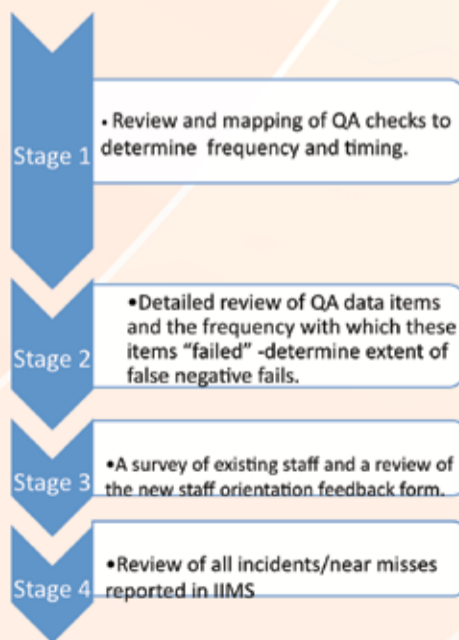 Stage 1
• Review and mapping of QA checks to
determine frequency and timing.
Stage 2
•Detailed review of QA data items
and the frequency with which these
items “failed” -determine extent of
false negative fails.
Stage 3
•A survey of existing staff and a review of
the new staff orientation feedback form.
Stage 4
•Review of all incidents/near misses
reported in IIMS